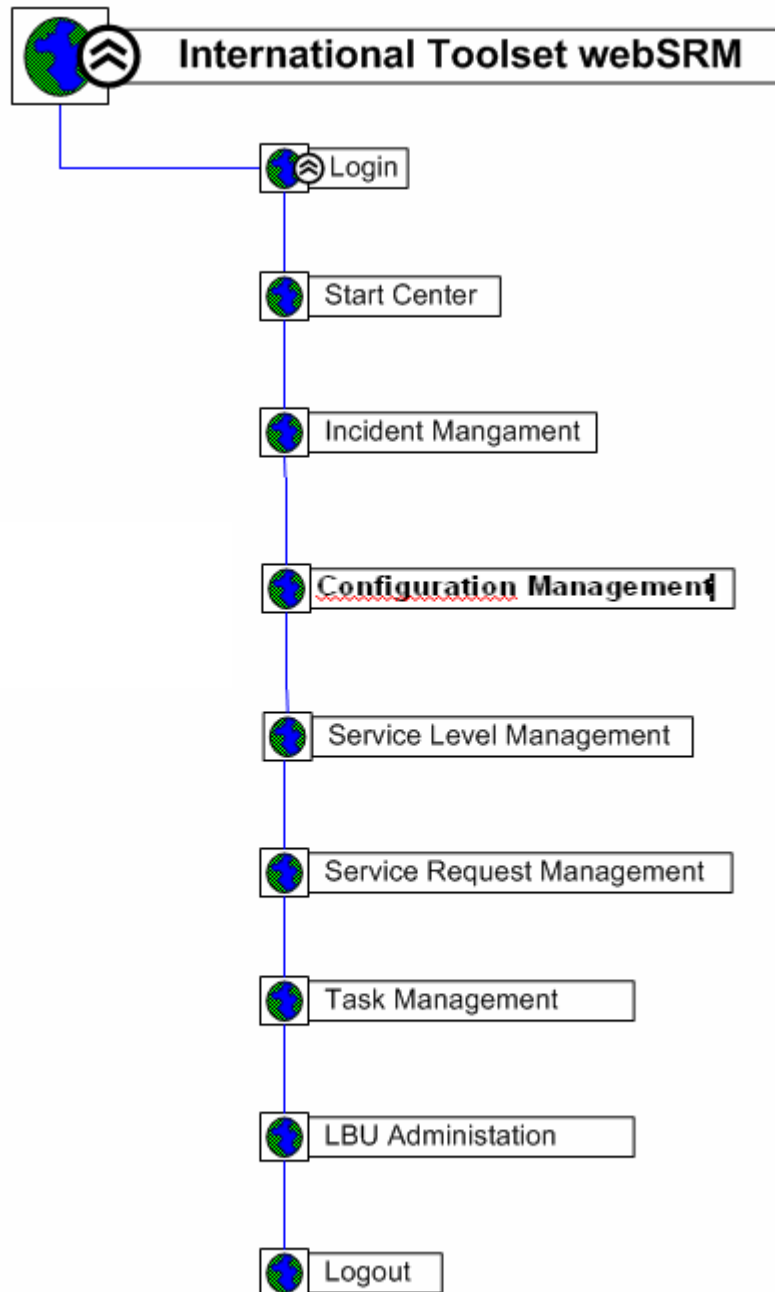 International Toolset webSRM
Login
Start Center
Incident Mangament
Configuration Management
Service Level Management
Service Request Management
Task Management
LBU Administation
Logout